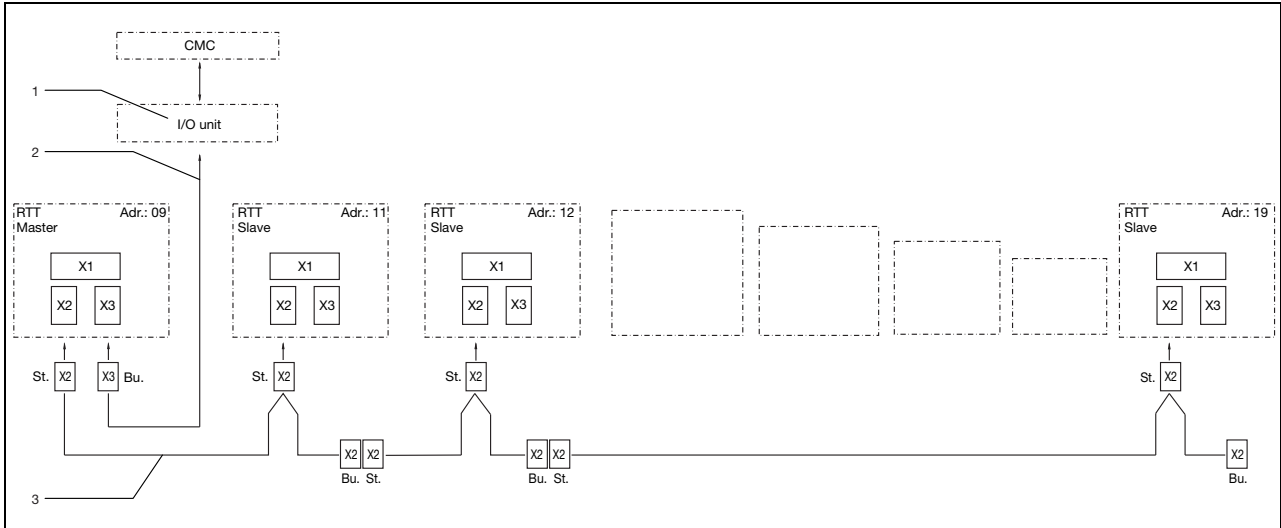 CMC
1
I/O unit
2
RTT Adr.: 09
Master
X1
X2 X3
RTT Adr.: 11
Slave
X1
X2 X3
RTT Adr.: 12
Slave
X1
X2 X3
RTT Adr.: 19
Slave
X1
X2 X3
St. X2 X3 Bu.
St. X2
St. X2
St. X2
X2 X2
Bu. St.
X2 X2
Bu. St.
X2
Bu.
3